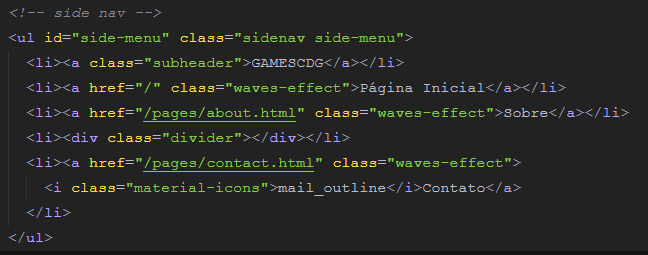 <!-- side nav -->
<ul id="side-menu" class="sidenav side-menu">
<li><a class="subheader">GAMESCDG</a></li>
<li><a href="/" class="waves-effect">Página Inicial</a></li>
<li><a href="/pages/about.html" class="waves-effect">Sobre</a></li>
<li><div class="divider"></div></li>
<li><a href="/pages/contact.html" class="waves-effect">
<i class="material-icons">mail_outline</i>Contato</a>
</li>
</ul>